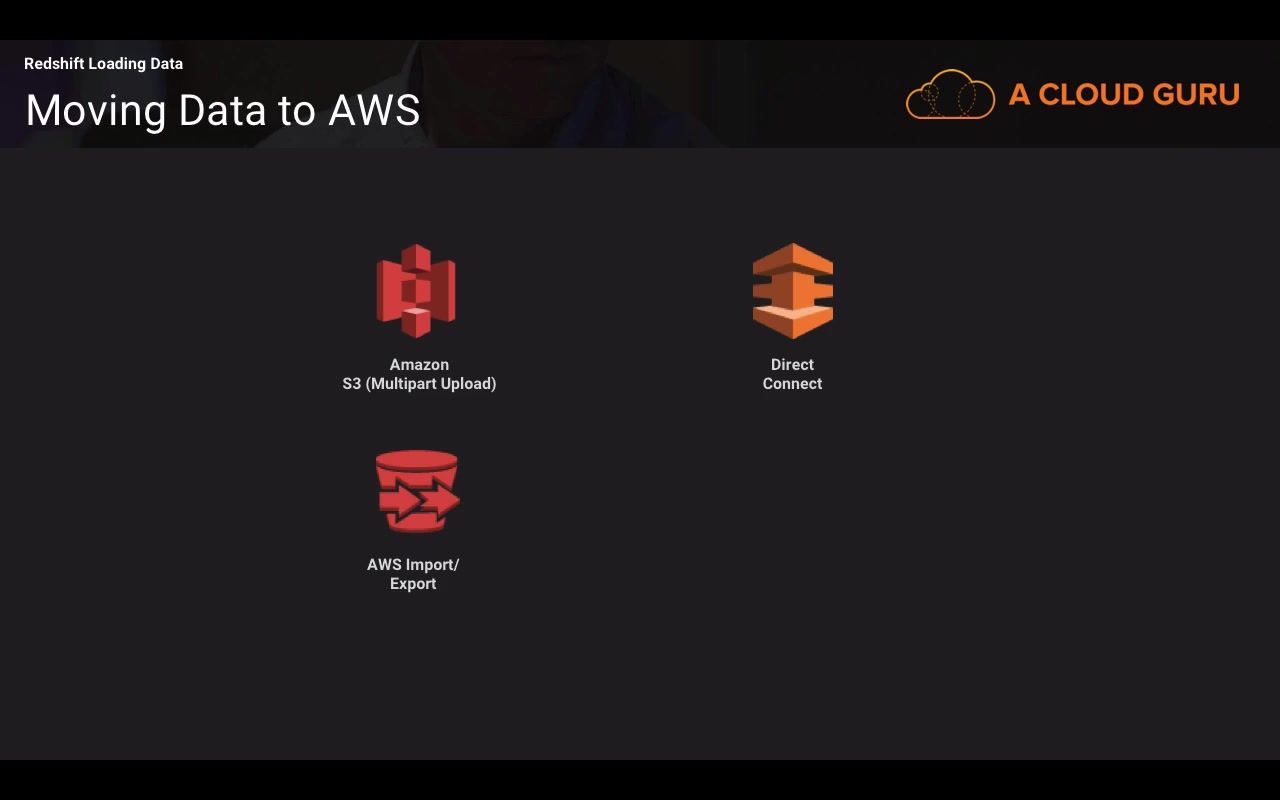 Redshift Loading Data
Moving Data to AWS
A CLOUD GURU
Amazon
S3 (Multipart Upload)
Direct
Connect
AWS Import/
Export